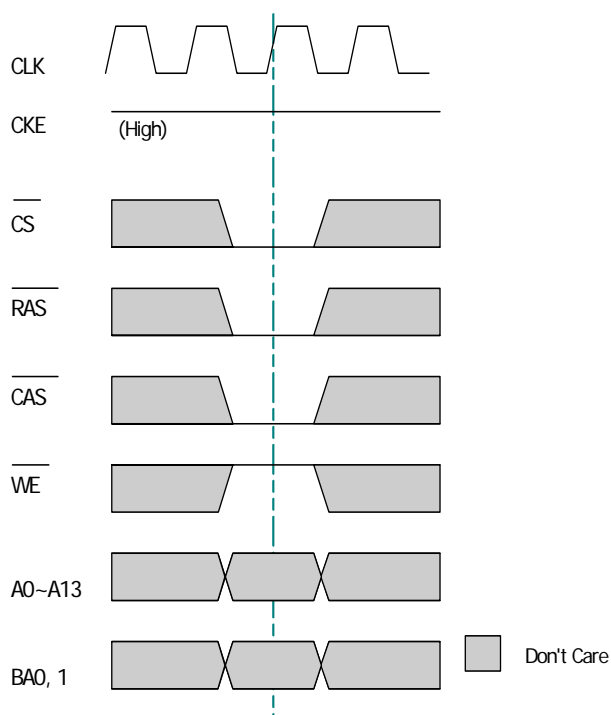 CLK
CKE (High)
CS
RAS
CAS
WE
A0~A13
BA0, 1 Don't Care